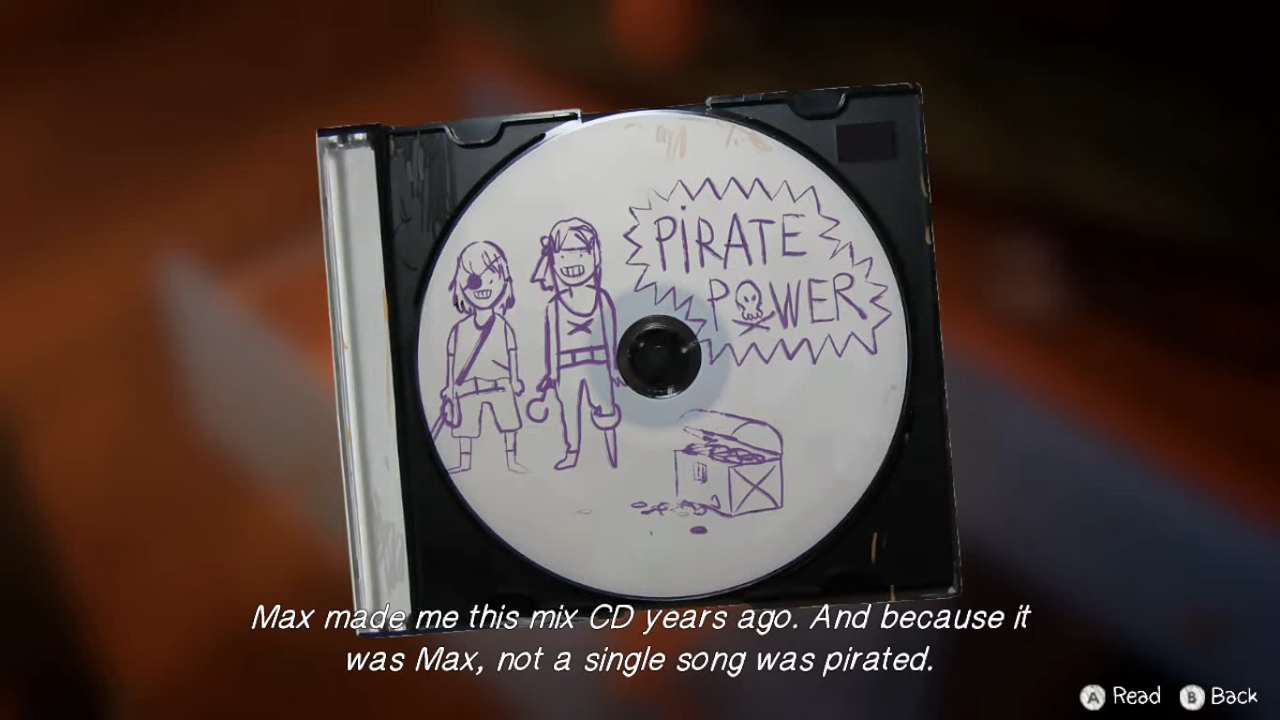 PIRATE
POWER
Max made me this mix CD years ago. And because it
was Max, not a single song was pirated.
A Read B Back